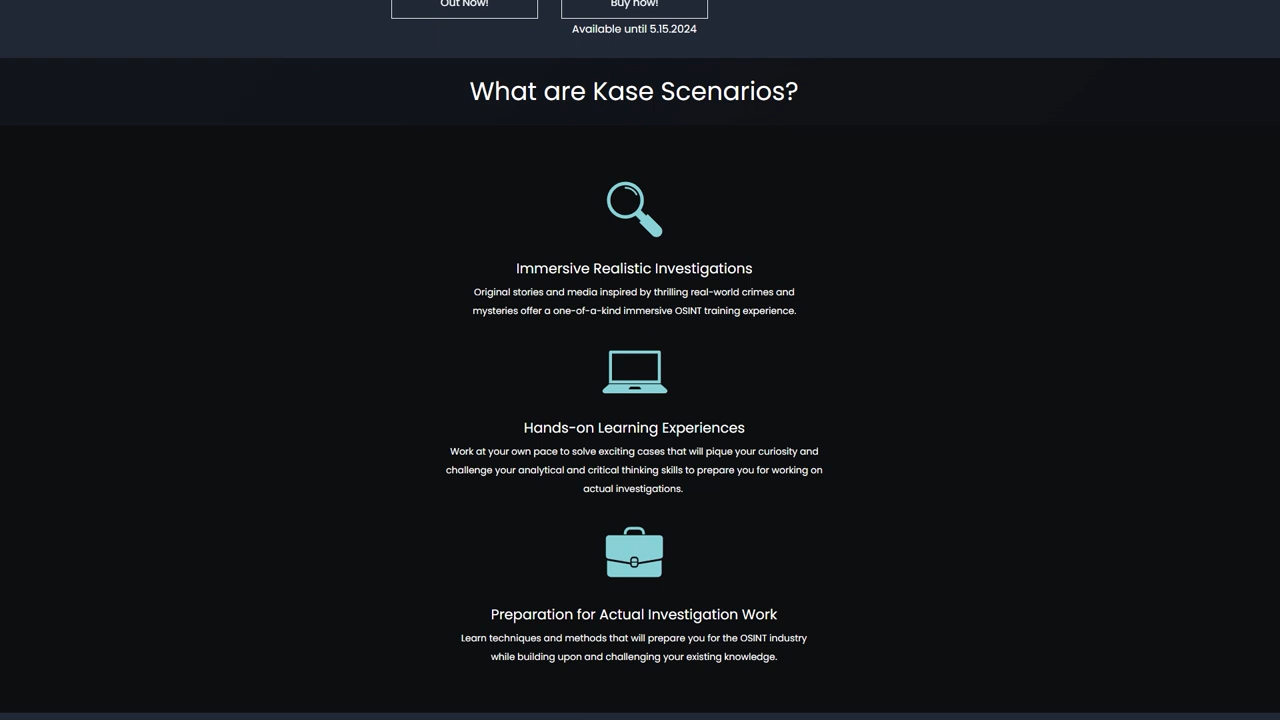 Out Now!
Buy now!
Available until 5.15.2024
What are Kase Scenarios?
Immersive Realistic Investigations
Original stories and media inspired by thrilling real-world crimes and
mysteries offer a one-of-a-kind immersive OSINT training experience.
Hands-on Learning Experiences
Work at your own pace to solve exciting cases that will pique your curiosity and
challenge your analytical and critical thinking skills to prepare you for working on
actual investigations.
Preparation for Actual Investigation Work
Learn techniques and methods that will prepare you for the OSINT industry
while building upon and challenging your existing knowledge.